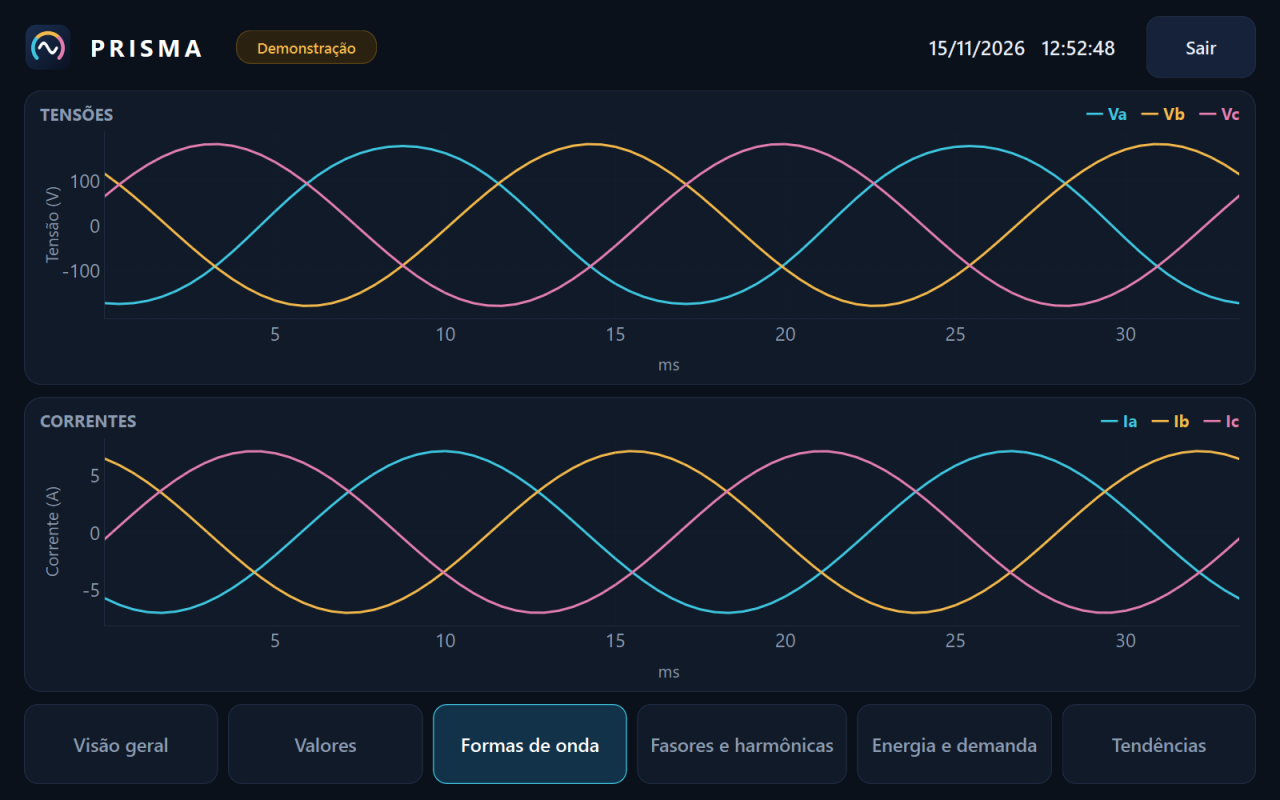 PRISMA
Demonstração
15/11/2026 12:52:48
Sair
TENSÕES
Va Vb Vc
Tensão (V)
100
0
-100
5 10 15 20 25 30
ms
CORRENTES
Ia Ib Ic
Corrente (A)
5
0
-5
5 10 15 20 25 30
ms
Visão geral
Valores
Formas de onda
Fasores e harmônicas
Energia e demanda
Tendências